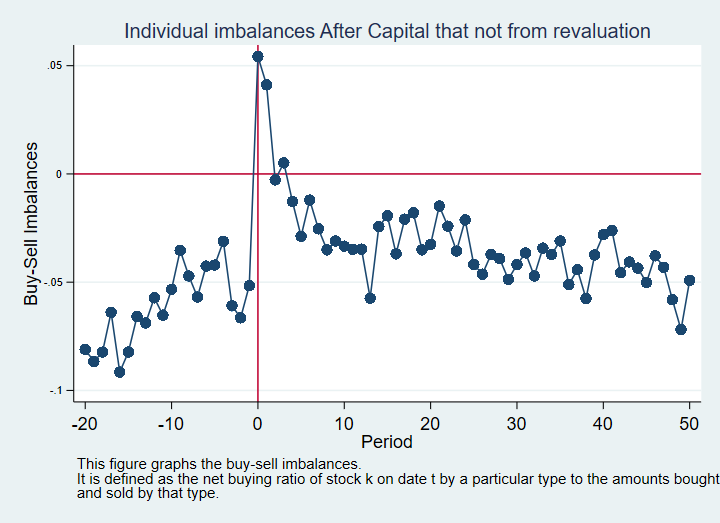 Individual imbalances After Capital that not from revaluation
Buy-Sell Imbalances
.05
0
-.05
-.1
-20 -10 0 10 20 30 40 50
Period
This figure graphs the buy-sell imbalances.
It is defined as the net buying ratio of stock k on date t by a particular type to the amounts bought
and sold by that type.